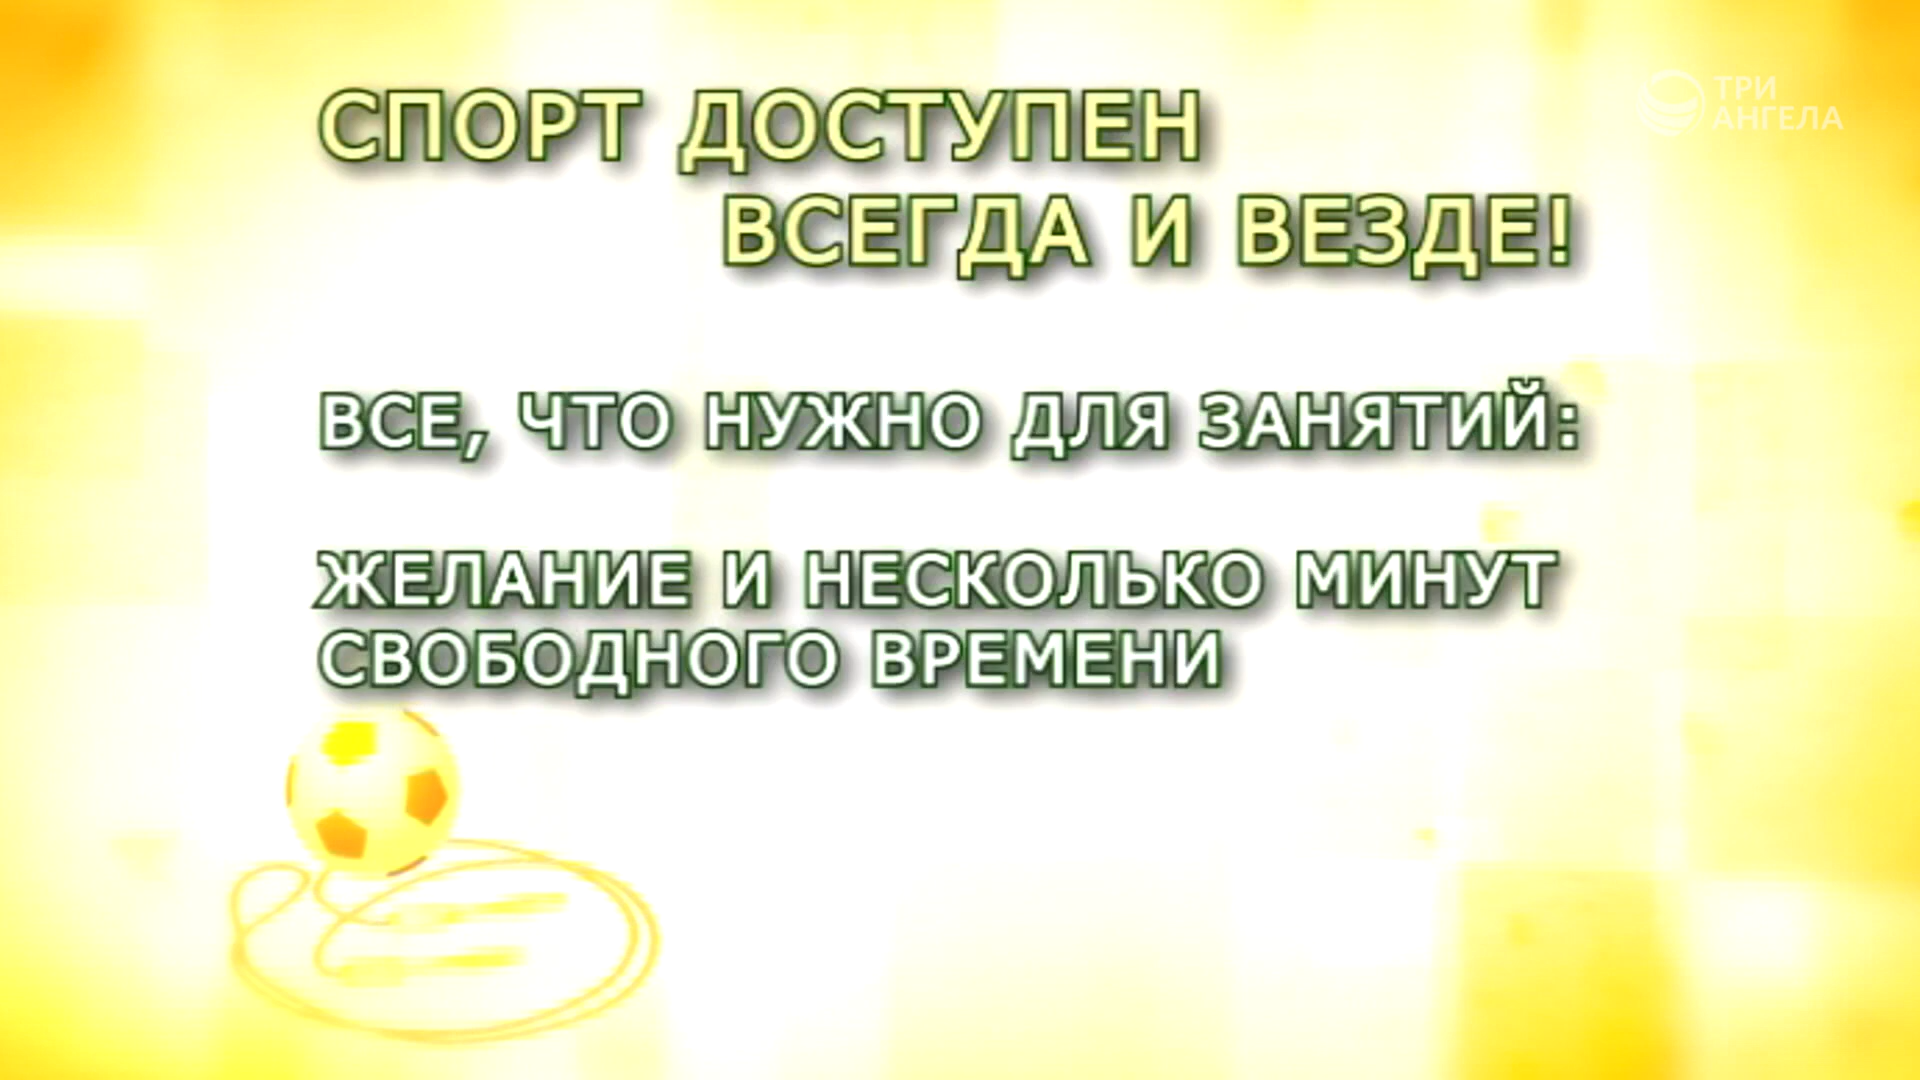 СПОРТ ДОСТУПЕН
ВСЕГДА И ВЕЗДЕ!
ВСЕ, ЧТО НУЖНО ДЛЯ ЗАНЯТИЙ:
ЖЕЛАНИЕ И НЕСКОЛЬКО МИНУТ
СВОБОДНОГО ВРЕМЕНИ
ТРИ
АНГЕЛА